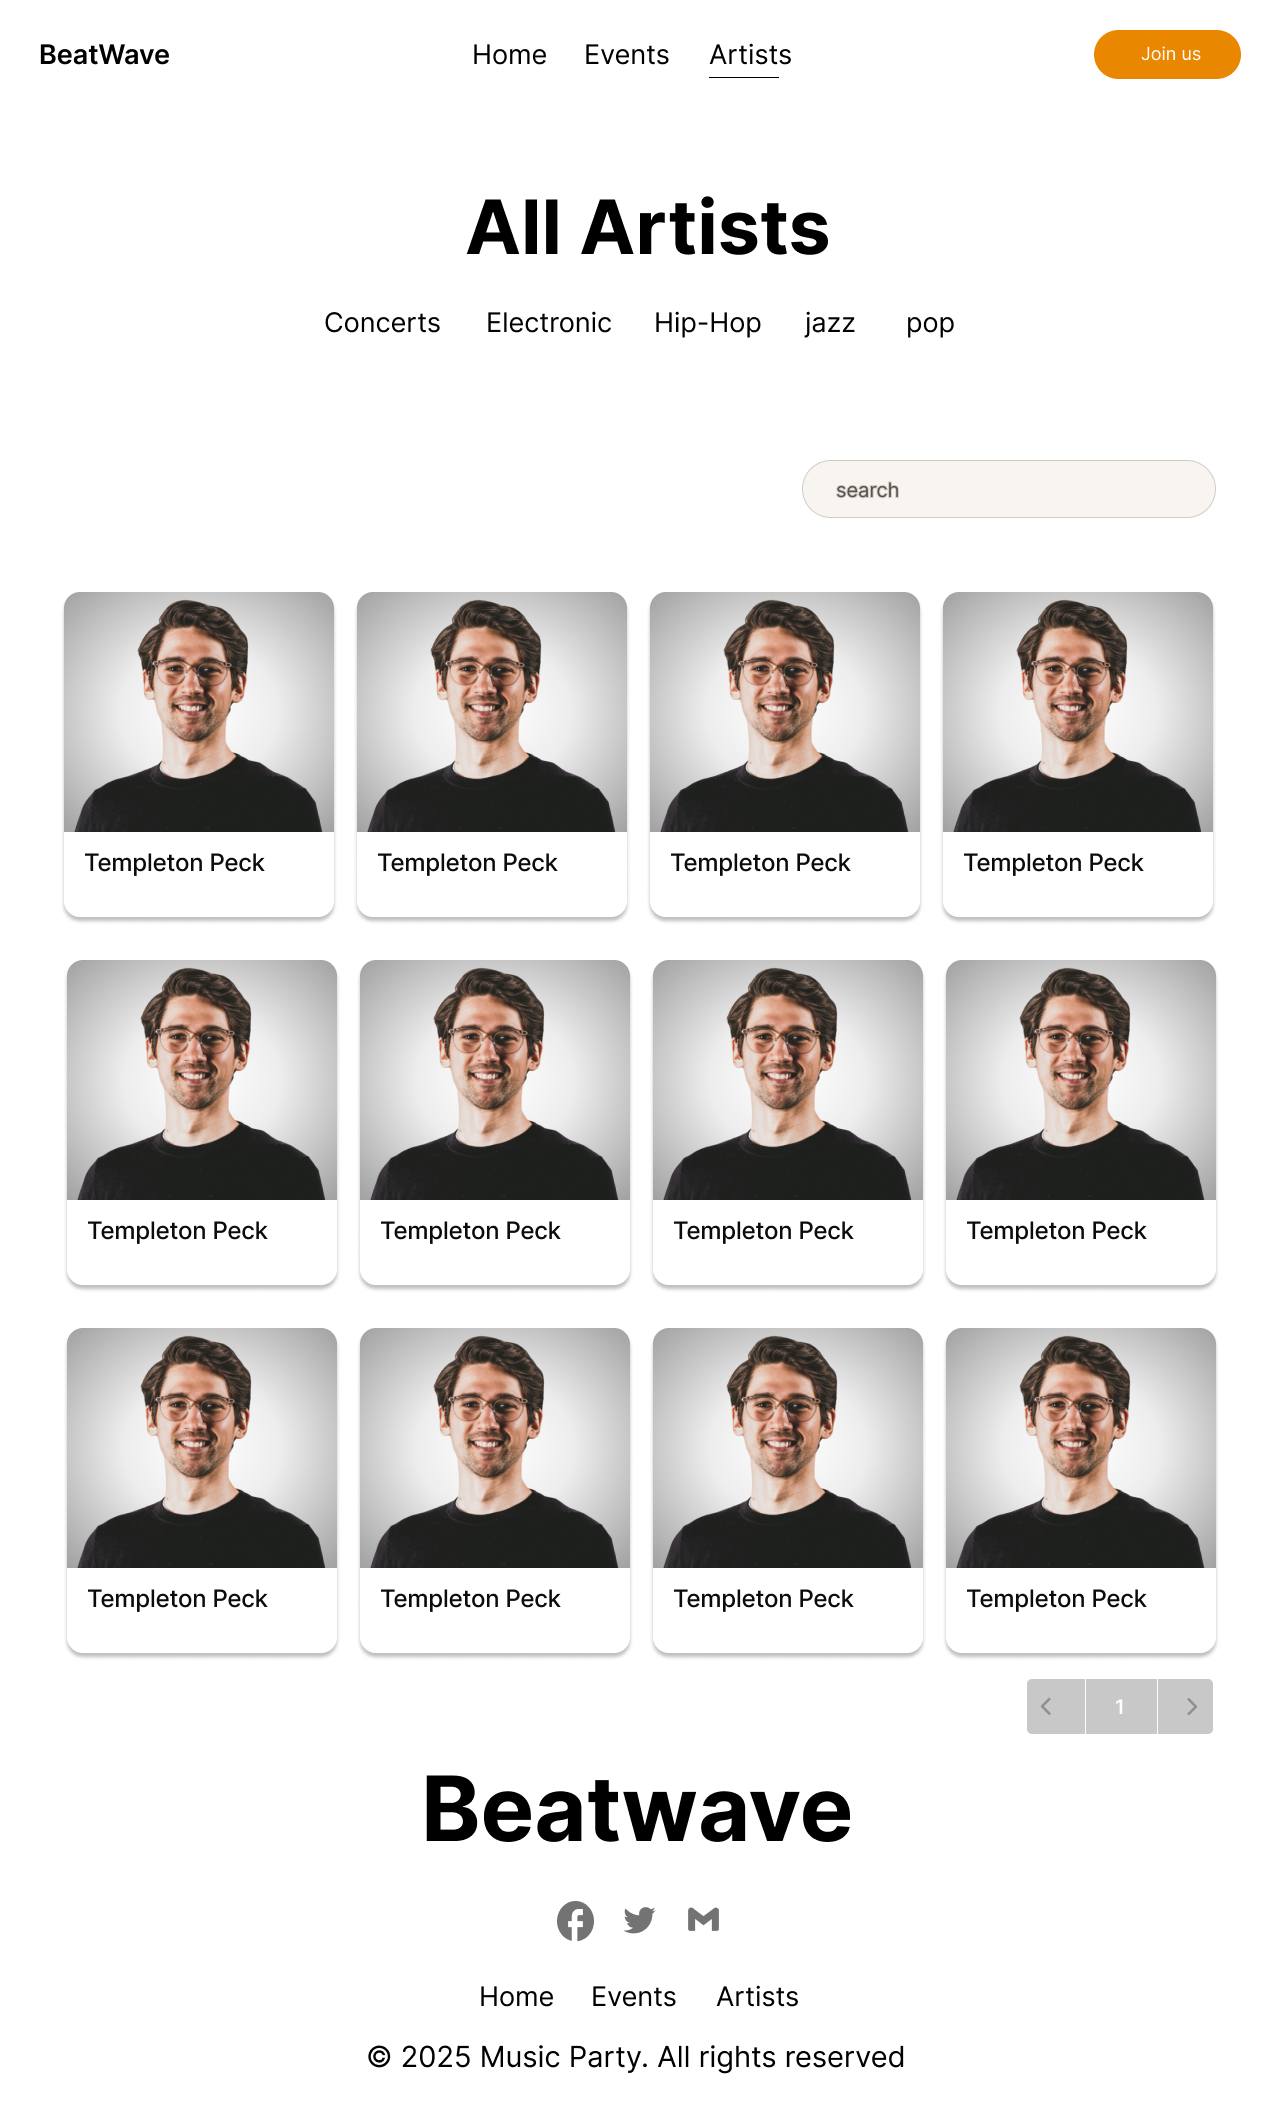 BeatWave Home Events Artists Join us
All Artists
Concerts Electronic Hip-Hop jazz pop
search
Templeton Peck Templeton Peck Templeton Peck Templeton Peck
Templeton Peck Templeton Peck Templeton Peck Templeton Peck
Templeton Peck Templeton Peck Templeton Peck Templeton Peck
1
Beatwave
Home Events Artists
© 2025 Music Party. All rights reserved